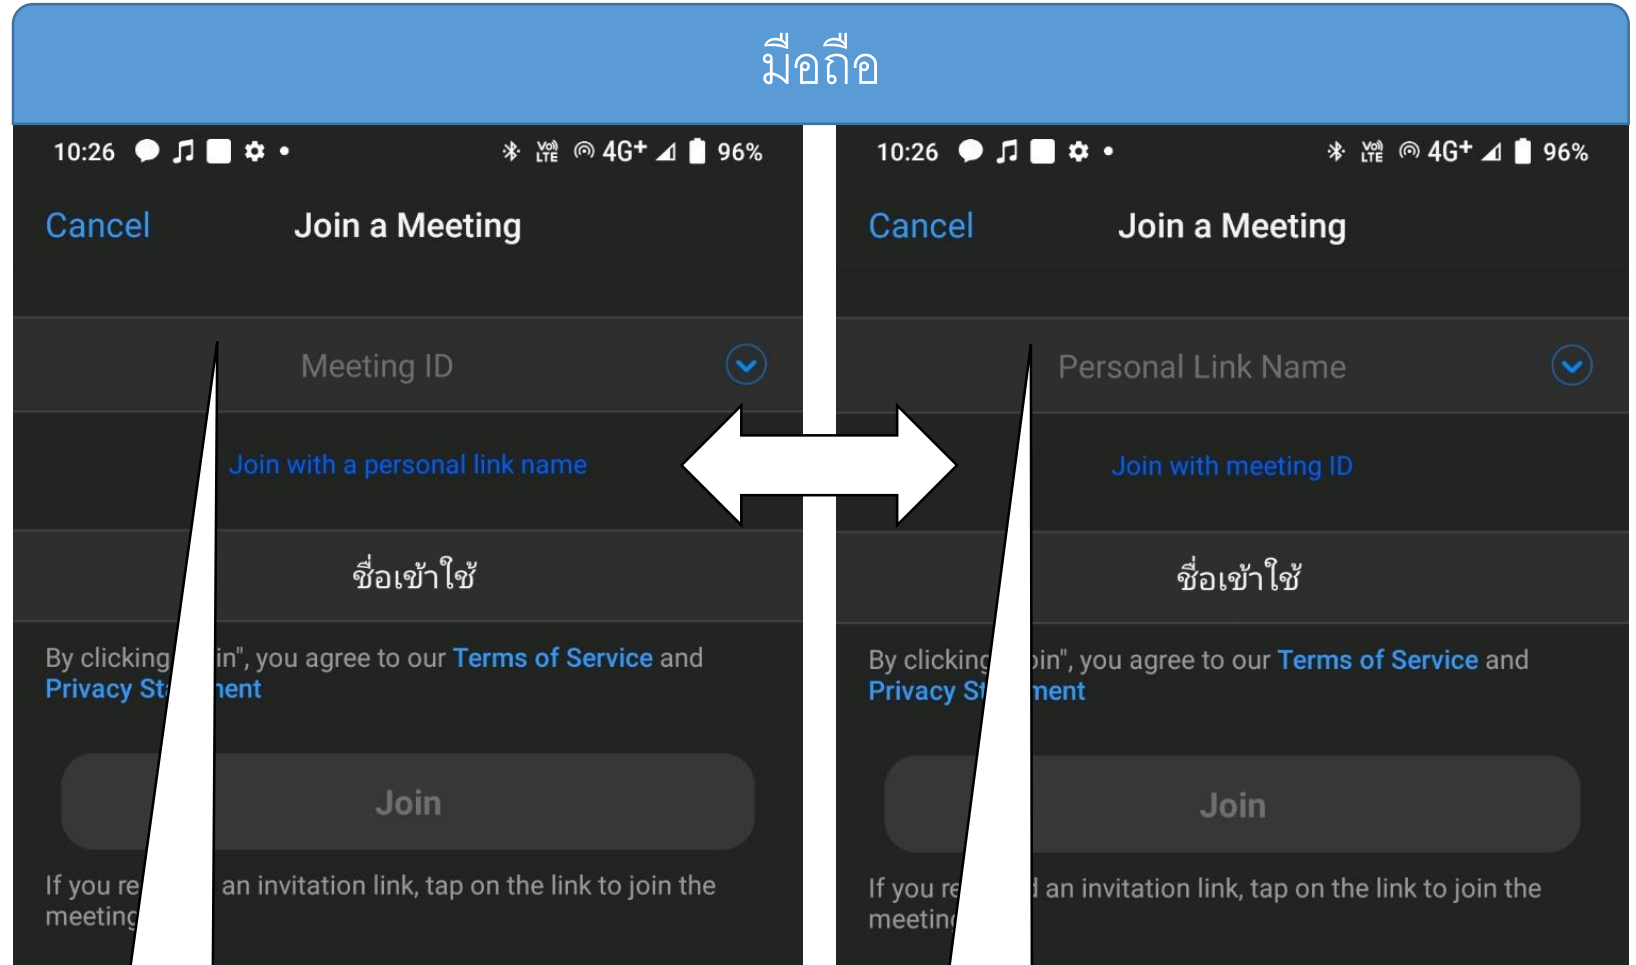 มือถือ
10:26 VoLTE 4G+ 96%
Cancel Join a Meeting
Meeting ID
Join with a personal link name
ชื่อเข้าใช้
By clicking in", you agree to our Terms of Service and
Privacy St ment
Join
If you re an invitation link, tap on the link to join the
meeting
10:26 VoLTE 4G+ 96%
Cancel Join a Meeting
Personal Link Name
Join with meeting ID
ชื่อเข้าใช้
By clicking oin", you agree to our Terms of Service and
Privacy St ment
Join
If you re d an invitation link, tap on the link to join the
meeting